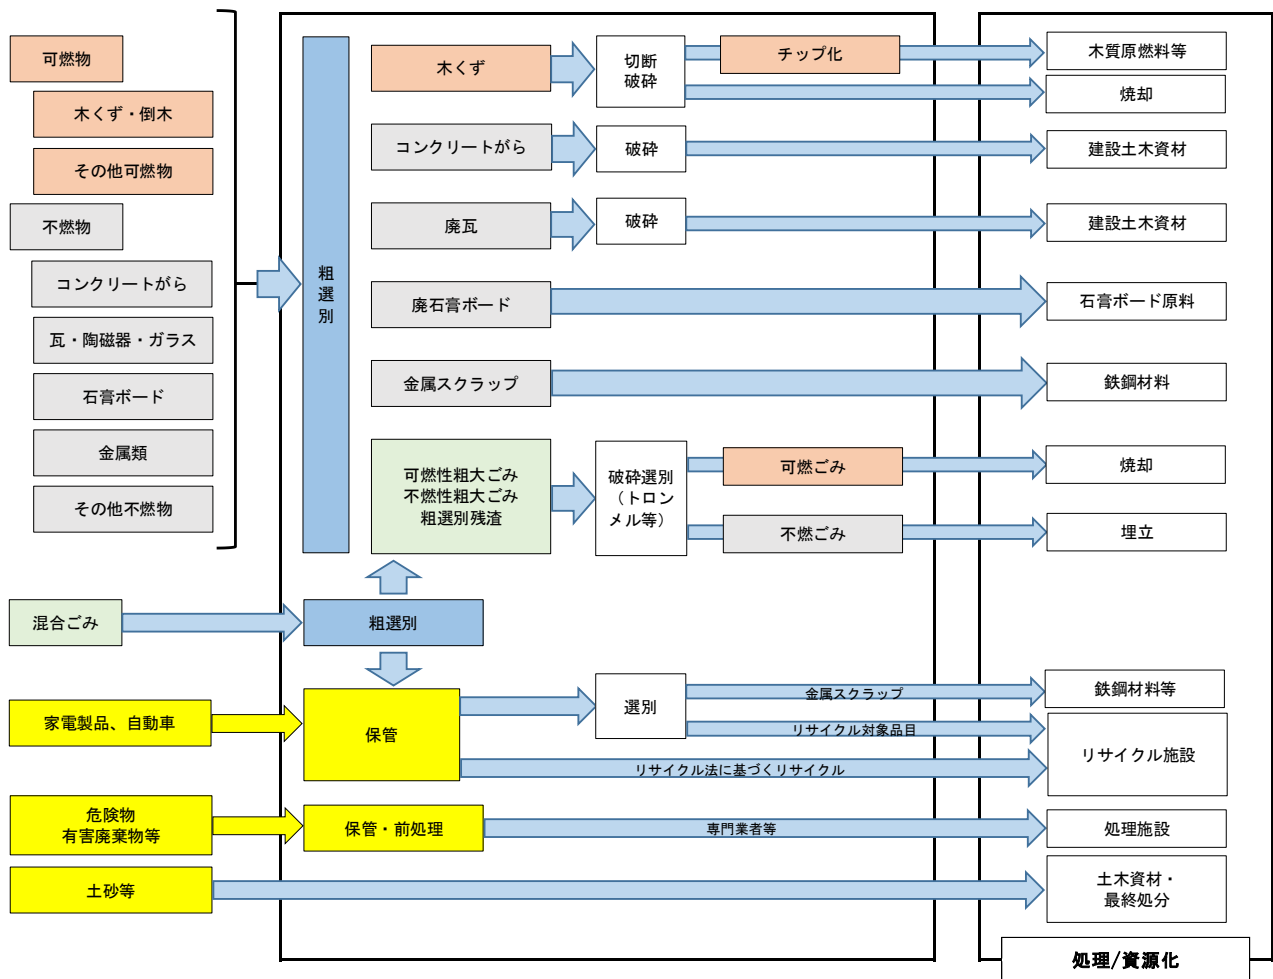 可燃物
木くず・倒木
その他可燃物
不燃物
コンクリートがら
瓦・陶磁器・ガラス
石膏ボード
金属類
その他不燃物
混合ごみ
家電製品、自動車
危険物
有害廃棄物等
土砂等
粗
選
別
木くず
コンクリートがら
廃瓦
廃石膏ボード
金属スクラップ
可燃性粗大ごみ
不燃性粗大ごみ
粗選別残渣
粗選別
保管
保管・前処理
切断
破砕
破砕
破砕
破砕選別
（トロン
メル等）
選別
チップ化
可燃ごみ
不燃ごみ
金属スクラップ
リサイクル対象品目
リサイクル法に基づくリサイクル
専門業者等
木質原燃料等
焼却
建設土木資材
建設土木資材
石膏ボード原料
鉄鋼材料
焼却
埋立
鉄鋼材料等
リサイクル施設
処理施設
土木資材・
最終処分
処理/資源化